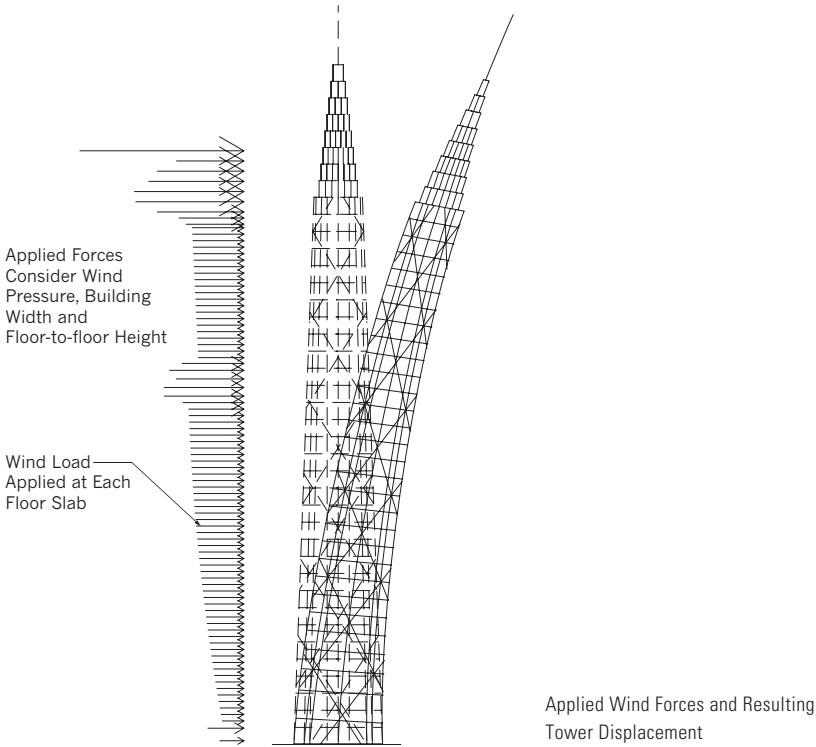 Applied Forces
Consider Wind
Pressure, Building
Width and
Floor-to-floor Height
Wind Load
Applied at Each
Floor Slab
Applied Wind Forces and Resulting
Tower Displacement